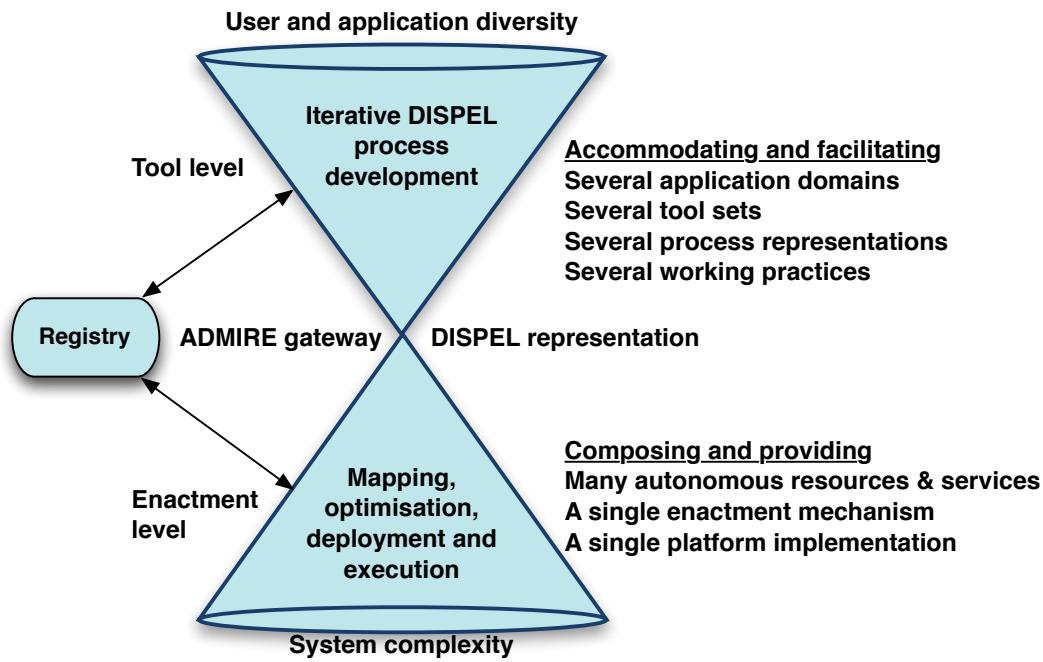 User and application diversity
Iterative DISPEL
process
development
Tool level
Accommodating and facilitating
Several application domains
Several tool sets
Several process representations
Several working practices
Registry
ADMIRE gateway
DISPEL representation
Enactment
level
Mapping,
optimisation,
deployment and
execution
Composing and providing
Many autonomous resources & services
A single enactment mechanism
A single platform implementation
System complexity